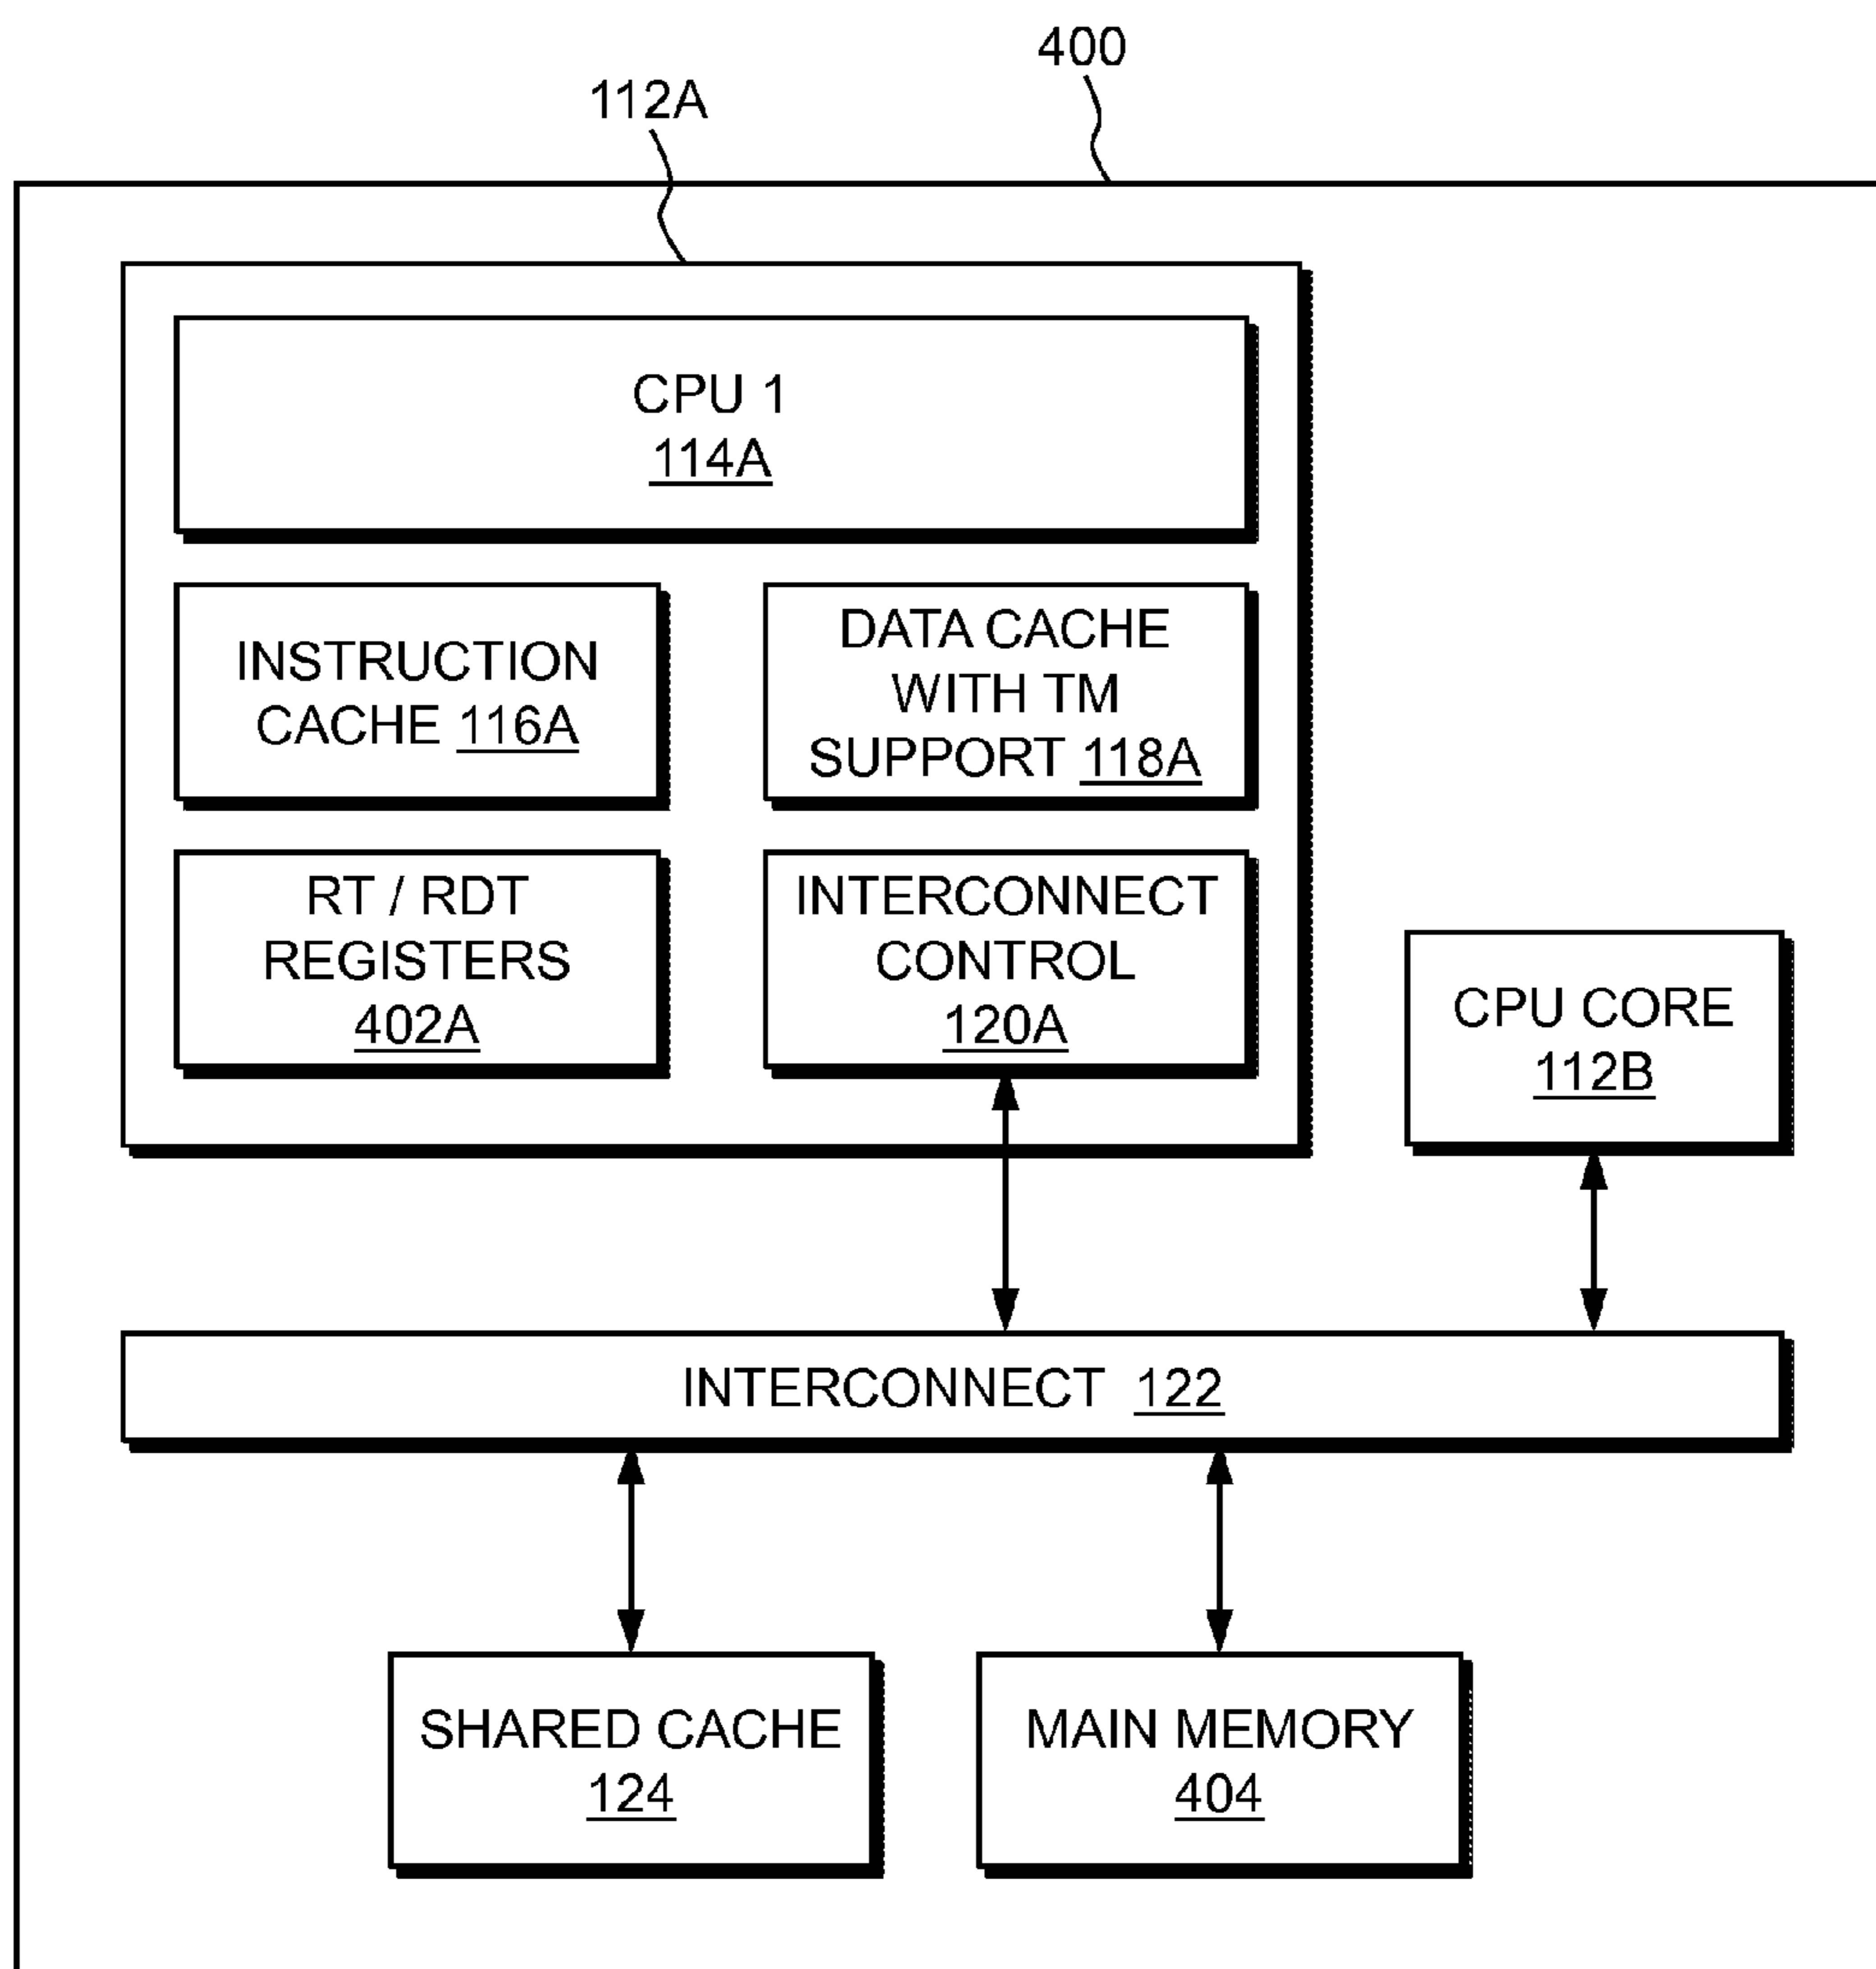 400
112A
CPU 1
114A
INSTRUCTION
CACHE 116A
DATA CACHE
WITH TM
SUPPORT 118A
RT / RDT
REGISTERS
402A
INTERCONNECT
CONTROL
120A
CPU CORE
112B
INTERCONNECT 122
SHARED CACHE
124
MAIN MEMORY
404